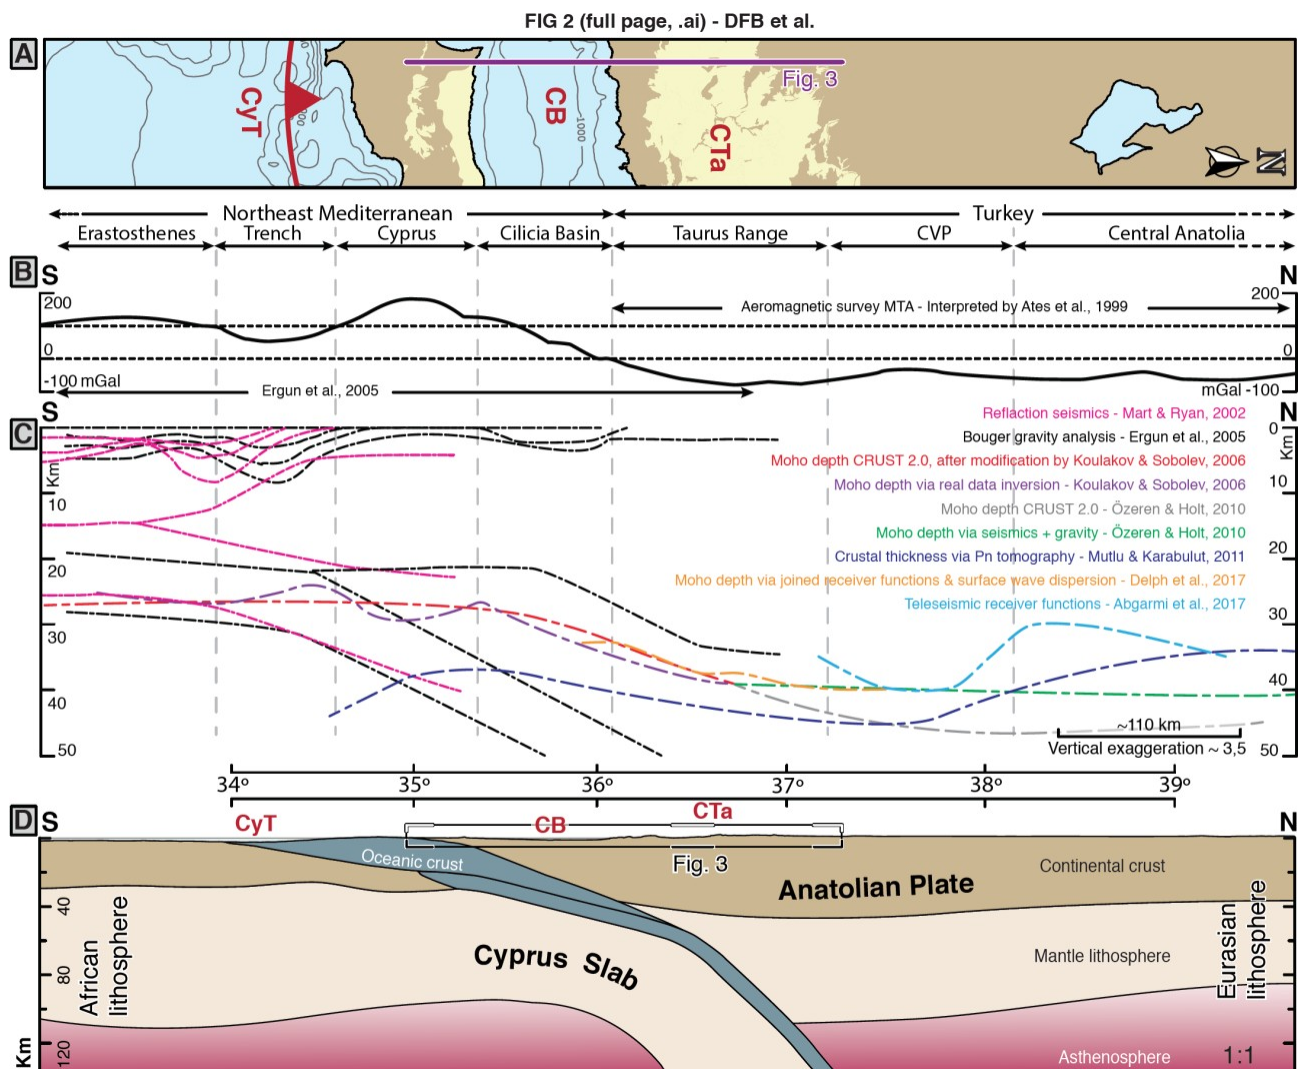 FIG 2 (full page, .ai) - DFB et al.
A
Fig. 3
CyT
CB
CTa
1000
N
Northeast Mediterranean
Turkey
Erastosthenes
Trench
Cyprus
Cilicia Basin
Taurus Range
CVP
Central Anatolia
B
S
N
200
200
Aeromagnetic survey MTA - Interpreted by Ates et al., 1999
0
0
-100 mGal
mGal -100
Ergun et al., 2005
C
S
N
Km
Km
0
10
10
20
20
30
30
40
40
50
50
Reflaction seismics - Mart & Ryan, 2002
Bouger gravity analysis - Ergun et al., 2005
Moho depth CRUST 2.0, after modification by Koulakov & Sobolev, 2006
Moho depth via real data inversion - Koulakov & Sobolev, 2006
Moho depth CRUST 2.0 - Özeren & Holt, 2010
Moho depth via seismics + gravity - Özeren & Holt, 2010
Crustal thickness via Pn tomography - Mutlu & Karabulut, 2011
Moho depth via joined receiver functions & surface wave dispersion - Delph et al., 2017
Teleseismic receiver functions - Abgarmi et al., 2017
~110 km
Vertical exaggeration ~ 3,5
34º
35º
36º
37º
38º
39º
D
S
N
CyT
CB
CTa
Fig. 3
Oceanic crust
Continental crust
Anatolian Plate
Mantle lithosphere
Cyprus Slab
African
lithosphere
Eurasian
lithosphere
Asthenosphere
1:1
40
80
120
Km